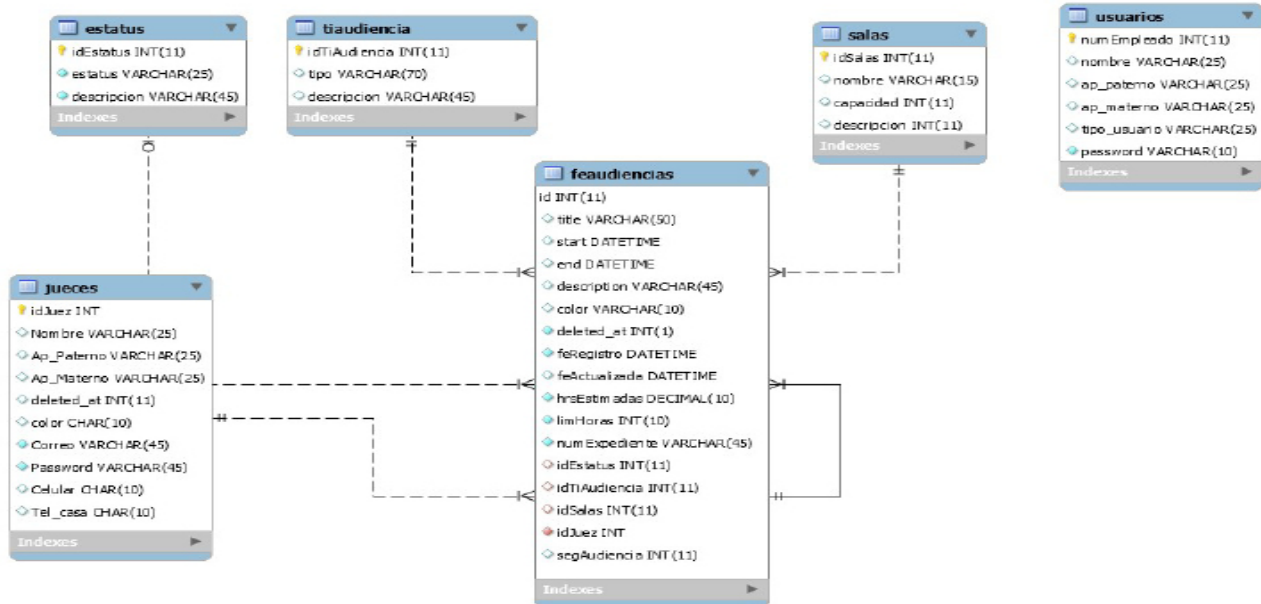 estatus
idEstatus INT(11)
estatus VARCHAR(25)
descripcion VARCHAR(45)
Indexes
tiaudiencia
idTiAudiencia INT(11)
tipo VARCHAR(70)
descripcion VARCHAR(45)
Indexes
salas
idSalas INT(11)
nombre VARCHAR(15)
capacidad INT(11)
descripcion INT(11)
Indexes
usuarios
numEmpleado INT(11)
nombre VARCHAR(25)
ap_paterno VARCHAR(25)
ap_materno VARCHAR(25)
tipo_usuario VARCHAR(25)
password VARCHAR(10)
Indexes
jueces
idJuez INT
Nombre VARCHAR(25)
Ap_Paterno VARCHAR(25)
Ap_Materno VARCHAR(25)
deleted_at INT(11)
color CHAR(10)
Correo VARCHAR(45)
Password VARCHAR(45)
Celular CHAR(10)
Tel_casa CHAR(10)
Indexes
feaudiencias
id INT(11)
title VARCHAR(50)
start DATETIME
end DATETIME
description VARCHAR(45)
color VARCHAR(10)
deleted_at INT(1)
feRegistro DATETIME
feActualizada DATETIME
hrsEstimadas DECIMAL(10)
limHoras INT(10)
numExpediente VARCHAR(45)
idEstatus INT(11)
idTiAudiencia INT(11)
idSalas INT(11)
idJuez INT
segAudiencia INT(11)
Indexes